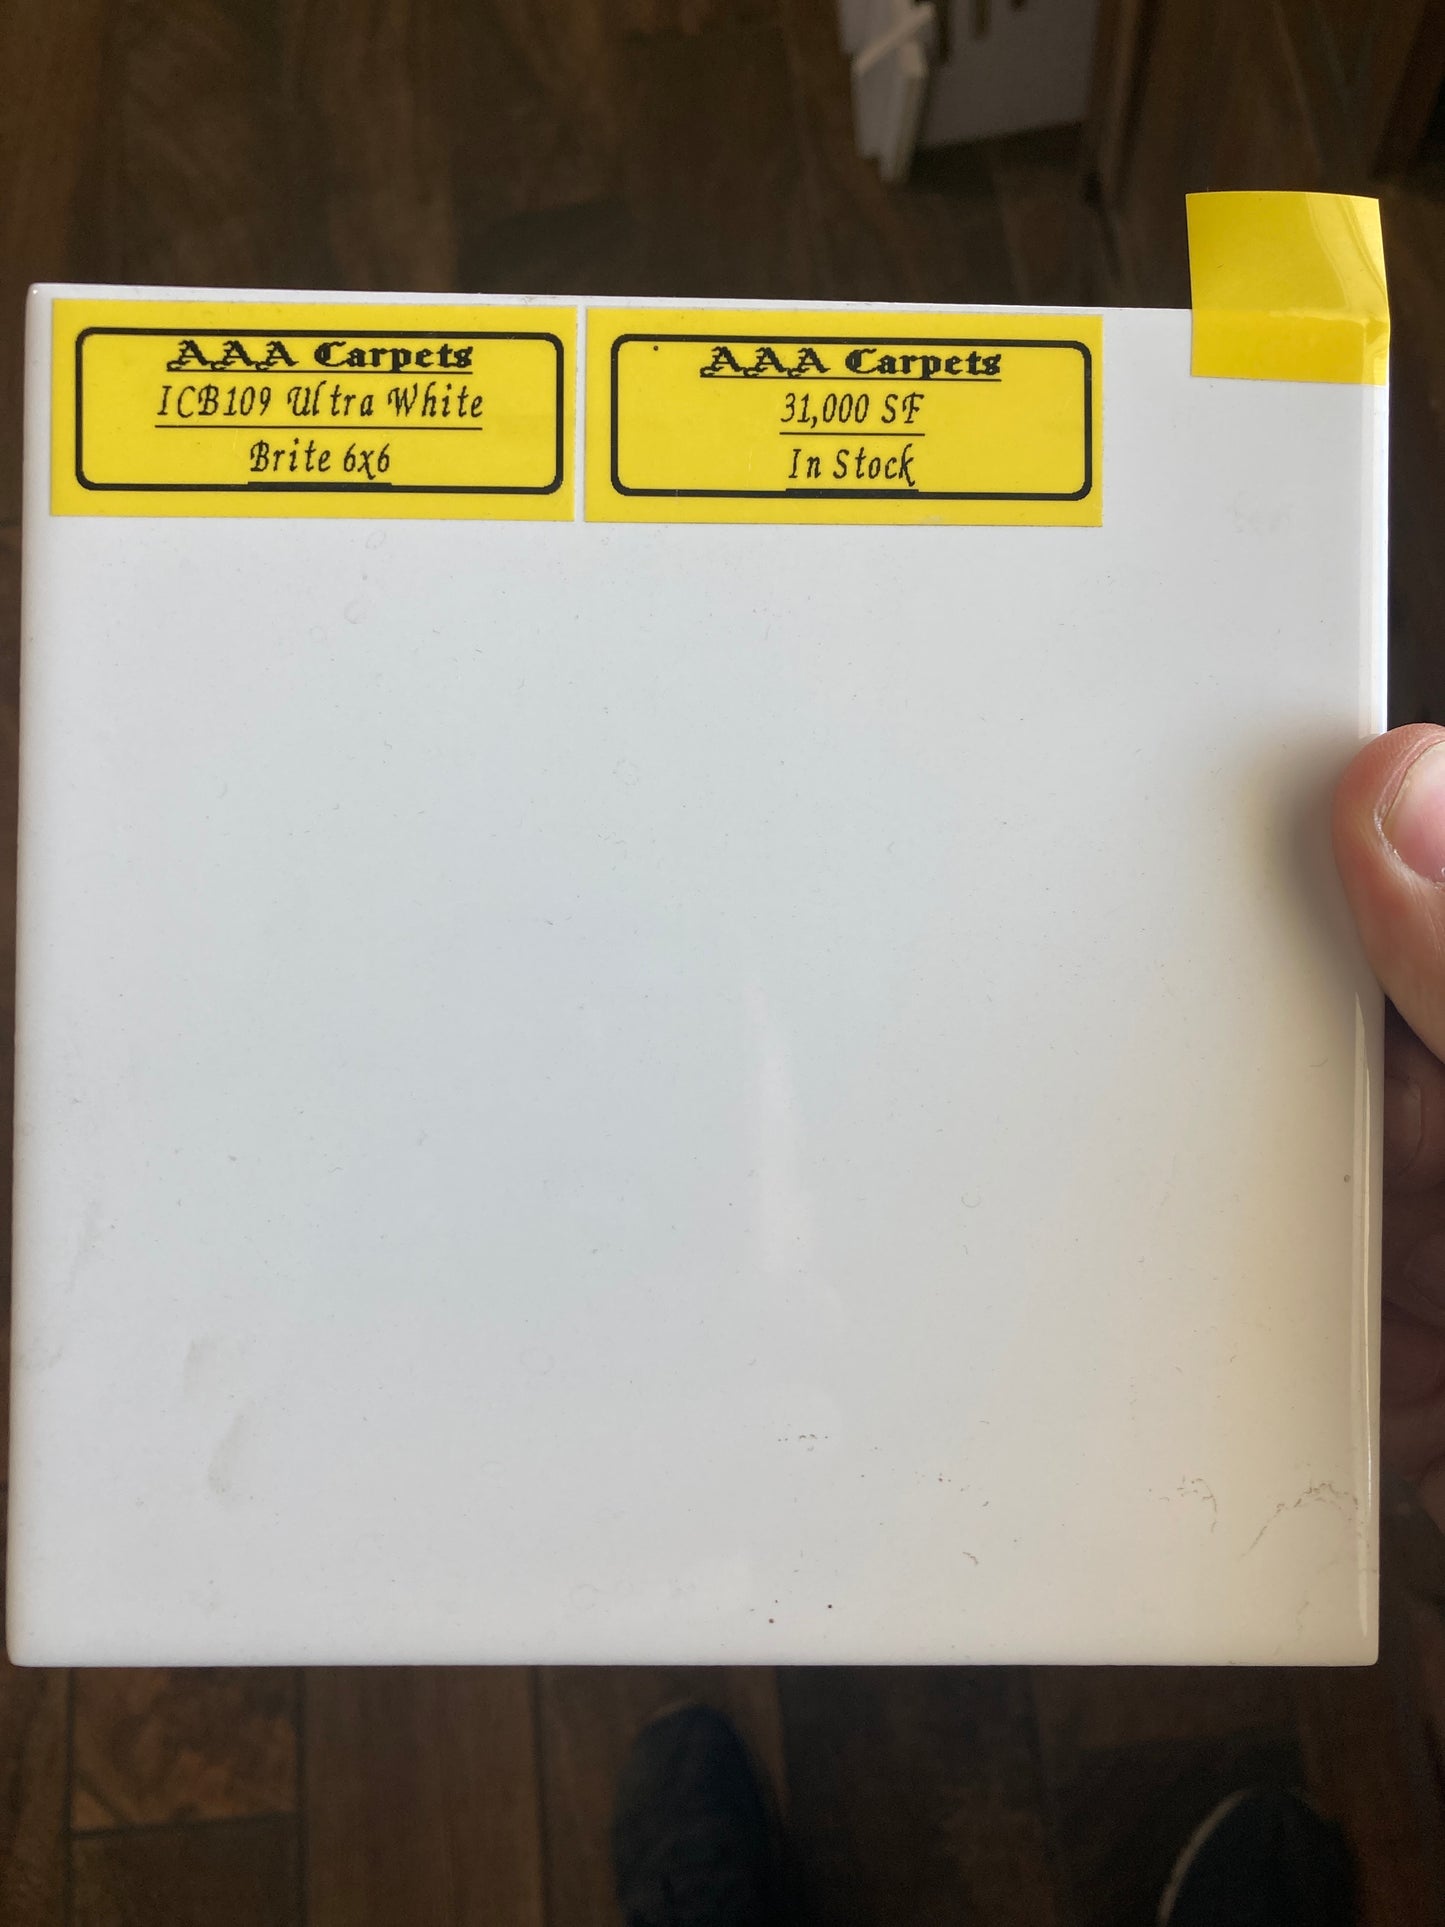 AAA Carpets
ICB109 Ultra White
Brite 6x6
AAA Carpets
31,000 SF
In Stock